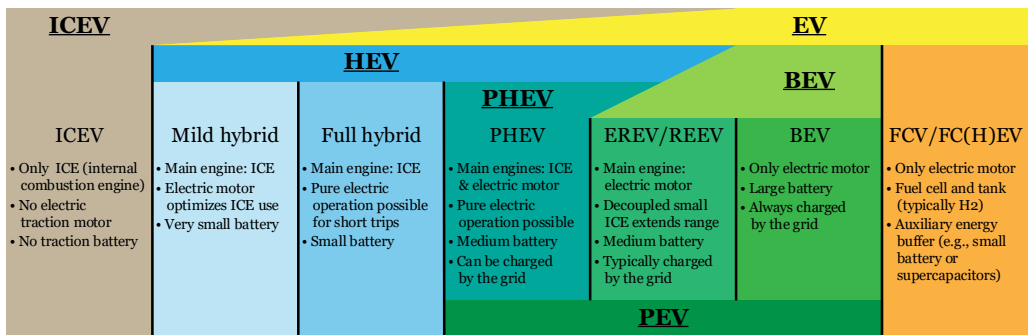 ICEV
EV
HEV
BEV
PHEV
ICEV
• Only ICE (internal
combustion engine)
• No electric
traction motor
• No traction battery
Mild hybrid
• Main engine: ICE
• Electric motor
optimizes ICE use
• Very small battery
Full hybrid
• Main engine: ICE
• Pure electric
operation possible
for short trips
• Small battery
PHEV
• Main engines: ICE
& electric motor
• Pure electric
operation possible
• Medium battery
• Can be charged
by the grid
EREV/REEV
• Main engine:
electric motor
• Decoupled small
ICE extends range
• Medium battery
• Typically charged
by the grid
BEV
• Only electric motor
• Large battery
• Always charged
by the grid
FCV/FC(H)EV
• Only electric motor
• Fuel cell and tank
(typically H2)
• Auxiliary energy
buffer (e.g., small
battery or
supercapacitors)
PEV